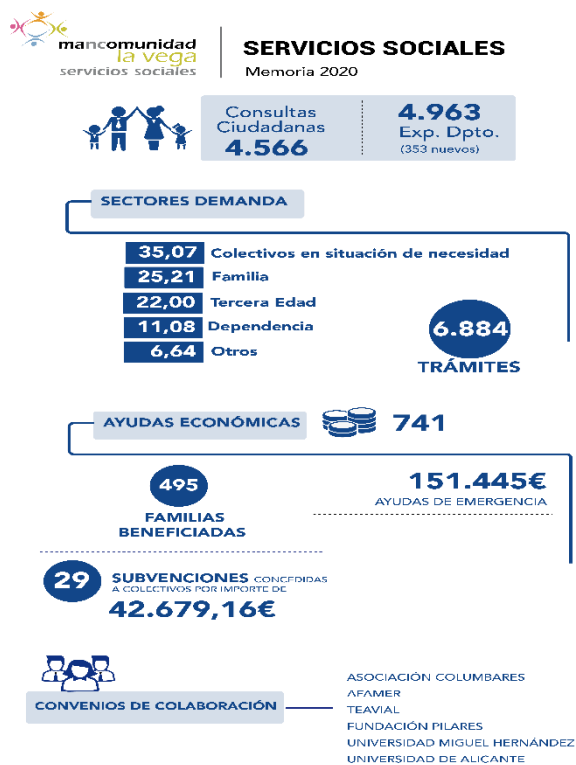 mancomunidad
la vega
servicios sociales
SERVICIOS SOCIALES
Memoria 2020
Consultas
Ciudadanas
4.566
4.963
Exp. Dpto.
(353 nuevos)
SECTORES DEMANDA
35,07 Colectivos en situación de necesidad
25,21 Familia
22,00 Tercera Edad
11,08 Dependencia
6,64 Otros
6.884
TRÁMITES
AYUDAS ECONÓMICAS
741
495
FAMILIAS
BENEFICIADAS
151.445€
AYUDAS DE EMERGENCIA
29
SUBVENCIONES CONCEDIDAS
A COLECTIVOS POR IMPORTE DE
42.679,16€
CONVENIOS DE COLABORACIÓN
ASOCIACIÓN COLUMBARES
AFAMER
TEAVIAL
FUNDACIÓN PILARES
UNIVERSIDAD MIGUEL HERNÁNDEZ
UNIVERSIDAD DE ALICANTE